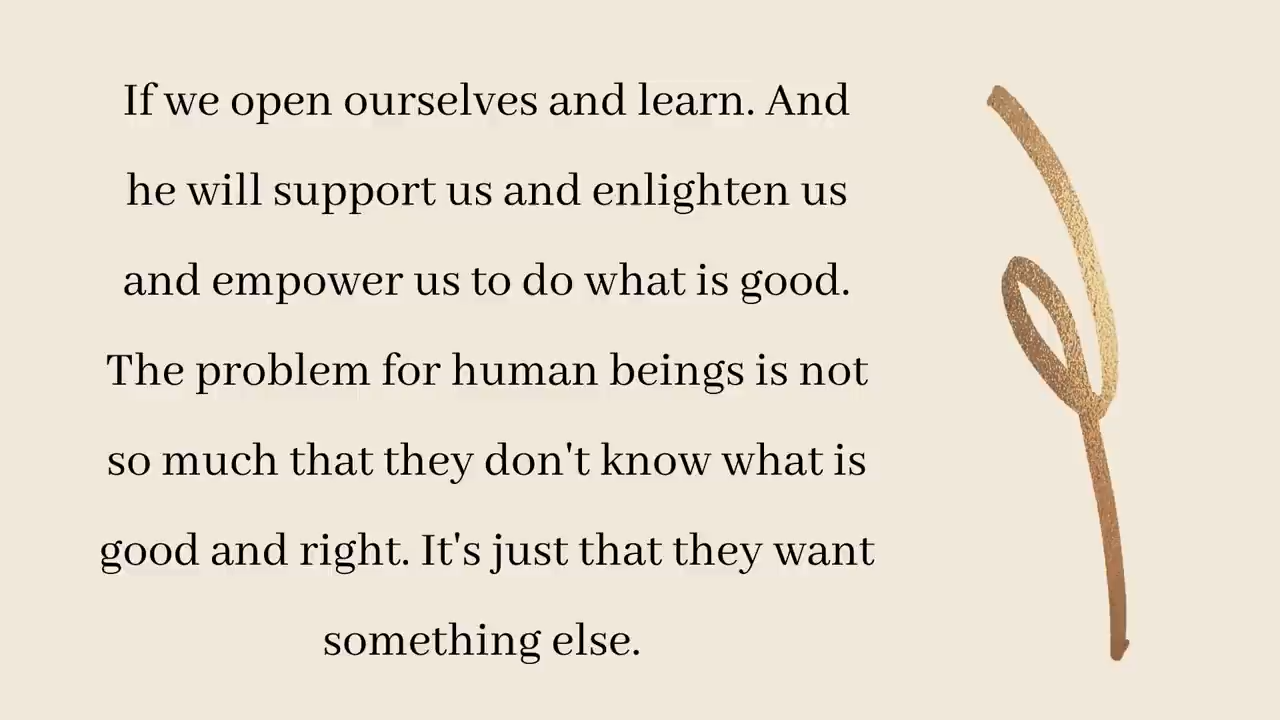 If we open ourselves and learn. And
he will support us and enlighten us
and empower us to do what is good.
The problem for human beings is not
so much that they don't know what is
good and right. It's just that they want
something else.